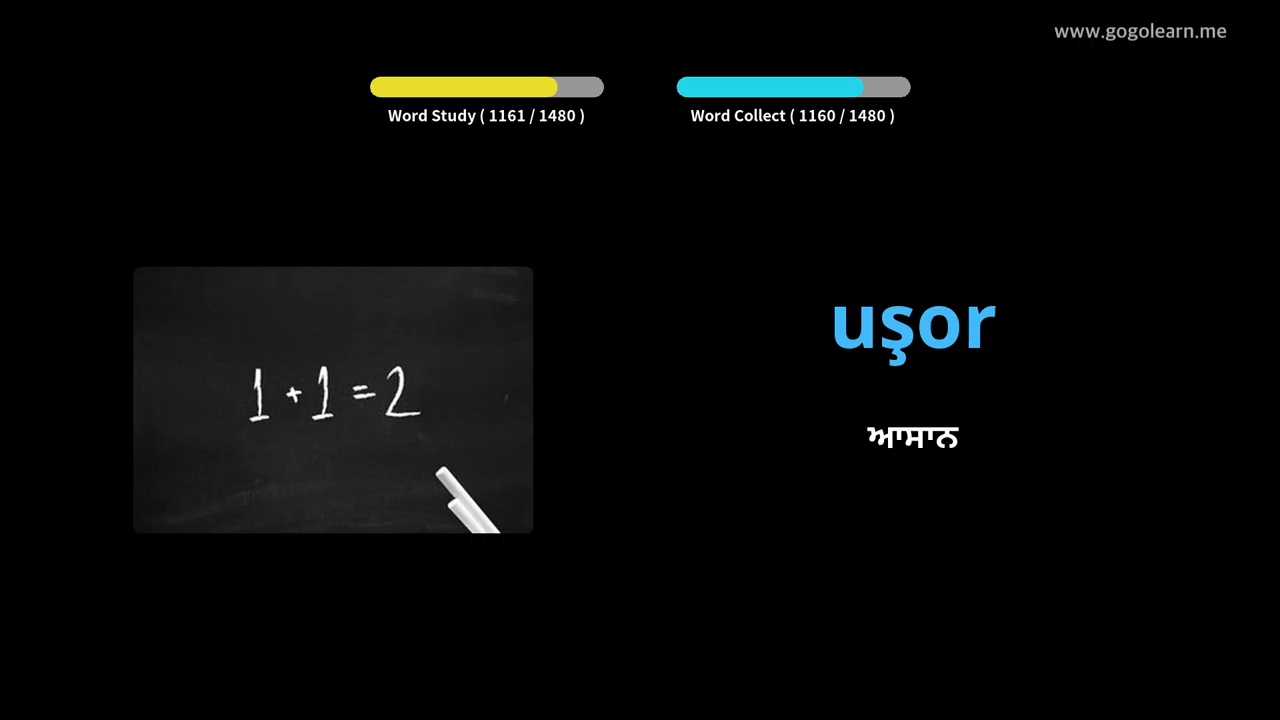 www.gogolearn.me
Word Study ( 1161 / 1480 )
Word Collect ( 1160 / 1480 )
1 + 1 = 2
uşor
ਆਸਾਨ